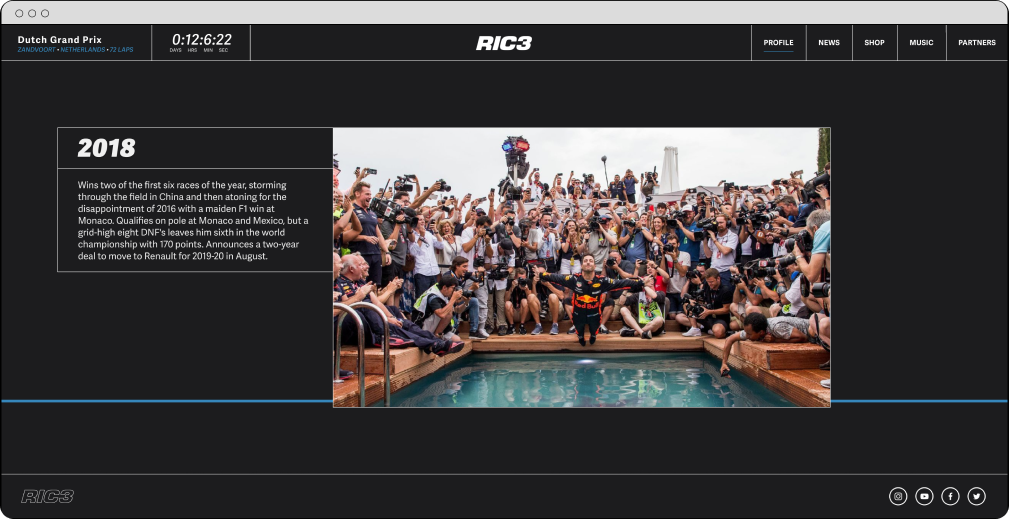 Dutch Grand Prix
ZANDVOORT • NETHERLANDS • 72 LAPS
0:12:6:22
DAYS HRS MIN SEC
RIC3
PROFILE
NEWS
SHOP
MUSIC
PARTNERS
2018
Wins two of the first six races of the year, storming
through the field in China and then atoning for the
disappointment of 2016 with a maiden F1 win at
Monaco. Qualifies on pole at Monaco and Mexico, but a
grid-high eight DNF's leaves him sixth in the world
championship with 170 points. Announces a two-year
deal to move to Renault for 2019-20 in August.
Red Bull
RIC3